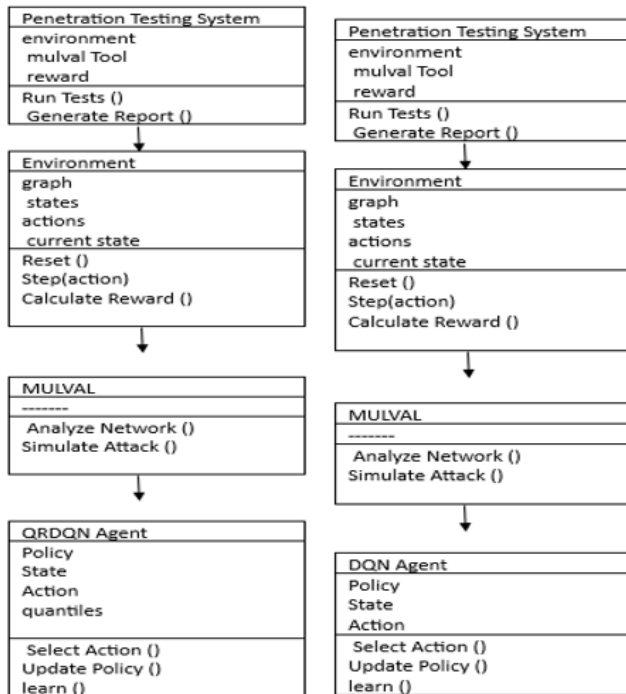 Penetration Testing System
environment
mulval Tool
reward
Run Tests ()
Generate Report ()
Environment
graph
states
actions
current state
Reset ()
Step(action)
Calculate Reward ()
MULVAL
-------
Analyze Network ()
Simulate Attack ()
QRDQN Agent
Policy
State
Action
quantiles
Select Action ()
Update Policy ()
learn ()
Penetration Testing System
environment
mulval Tool
reward
Run Tests ()
Generate Report ()
Environment
graph
states
actions
current state
Reset ()
Step(action)
Calculate Reward ()
MULVAL
-------
Analyze Network ()
Simulate Attack ()
DQN Agent
Policy
State
Action
Select Action ()
Update Policy ()
learn ()